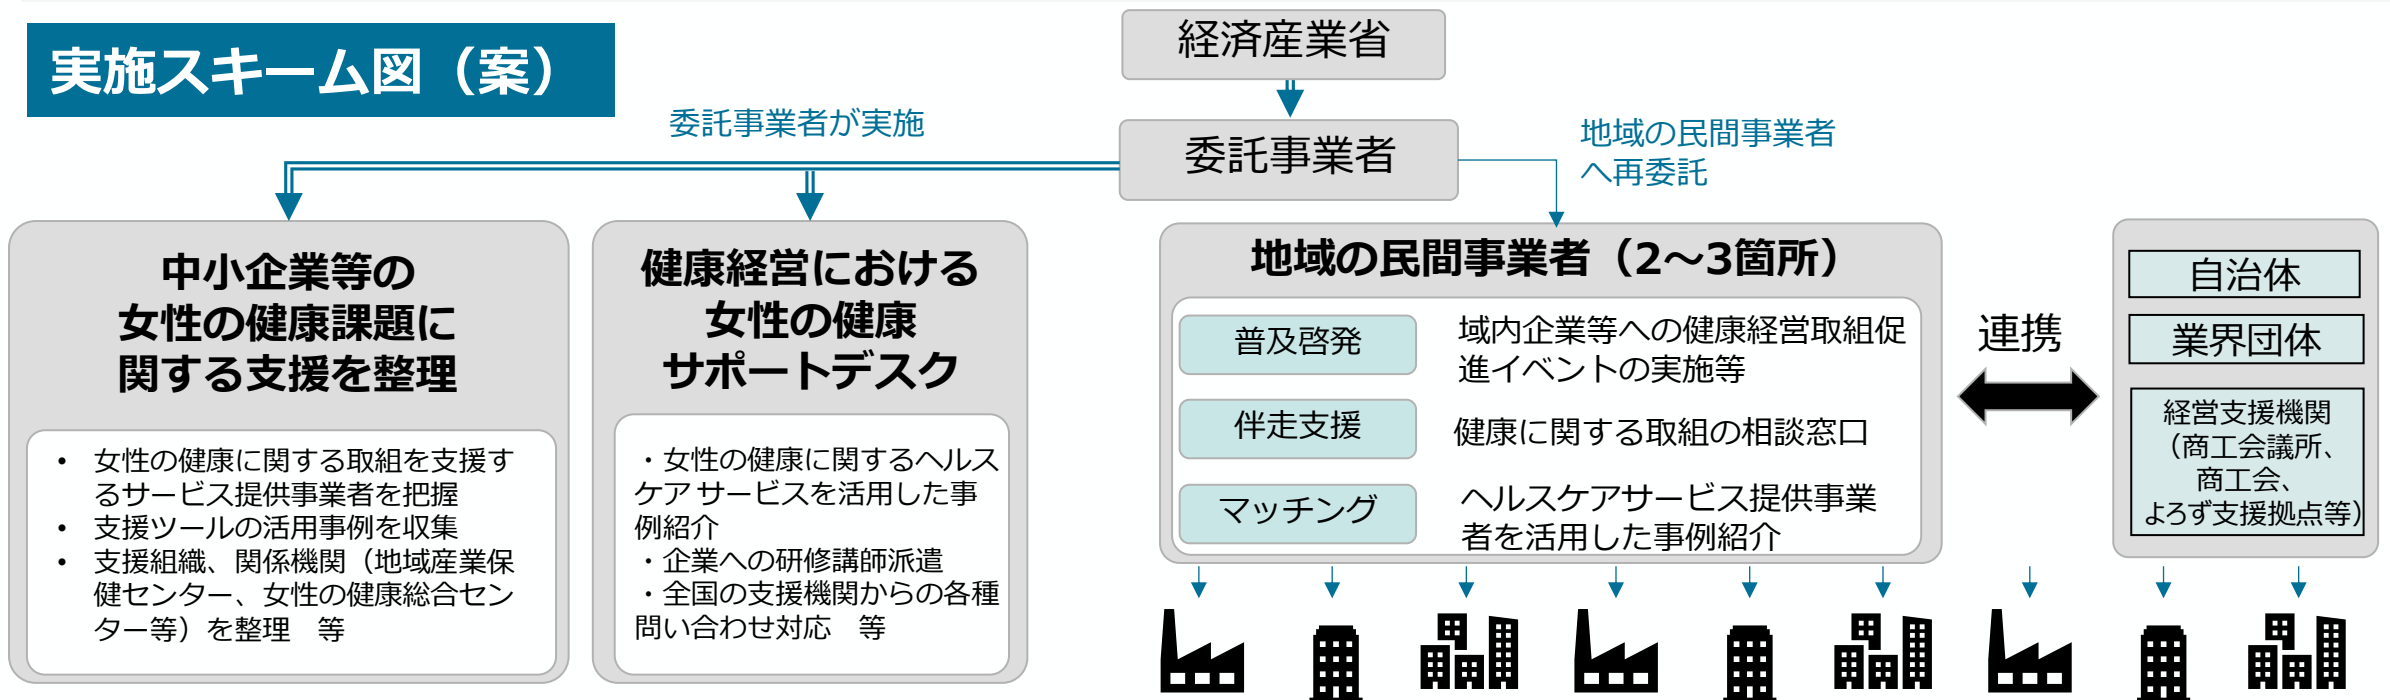 実施スキーム図（案）
経済産業省
委託事業者
委託事業者が実施
地域の民間事業者
へ再委託
中小企業等の
女性の健康課題に
関する支援を整理
• 女性の健康に関する取組を支援す
るサービス提供事業者を把握
• 支援ツールの活用事例を収集
• 支援組織、関係機関（地域産業保
健センター、女性の健康総合セン
ター等）を整理　等
健康経営における
女性の健康
サポートデスク
・女性の健康に関するヘルス
ケア サービスを活用した事
例紹介
・企業への研修講師派遣
・全国の支援機関からの各種
問い合わせ対応　等
地域の民間事業者（2～3箇所）
普及啓発
域内企業等への健康経営取組促
進イベントの実施等
伴走支援
健康に関する取組の相談窓口
マッチング
ヘルスケアサービス提供事業
者を活用した事例紹介
連携
自治体
業界団体
経営支援機関
（商工会議所、
商工会、
よろず支援拠点等）